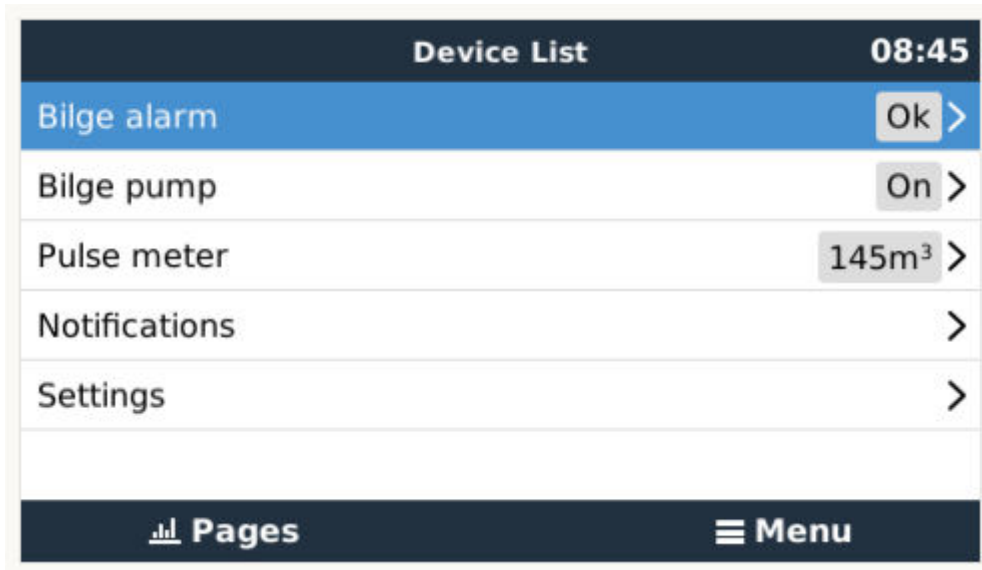 Device List 08:45
Bilge alarm Ok
Bilge pump On
Pulse meter 145m³
Notifications
Settings
Pages Menu